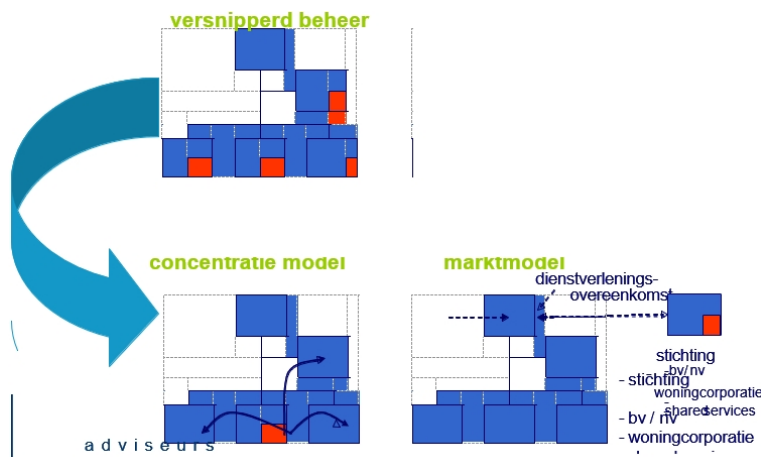 versnipperd beheer
concentratie model
marktmodel
dienstverlenings-
overeenkomst
stichting
-bv/nv
- stichting
woningcorporatie
-shared services
- bv / nv
- woningcorporatie
adviseurs